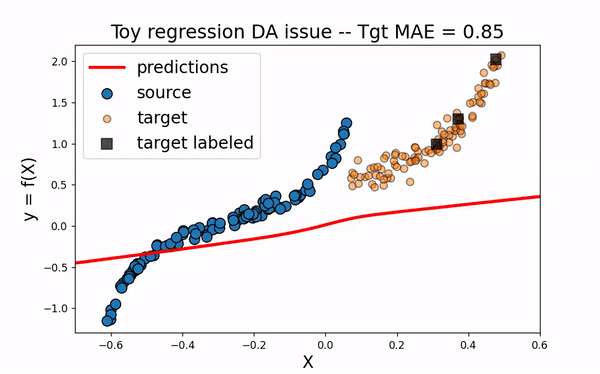 Toy regression DA issue -- Tgt MAE = 0.85
predictions
source
target
target labeled
y = f(X)
2.0
1.5
1.0
0.5
0.0
−0.5
−1.0
−0.6
−0.4
−0.2
0.0
0.2
0.4
0.6
X